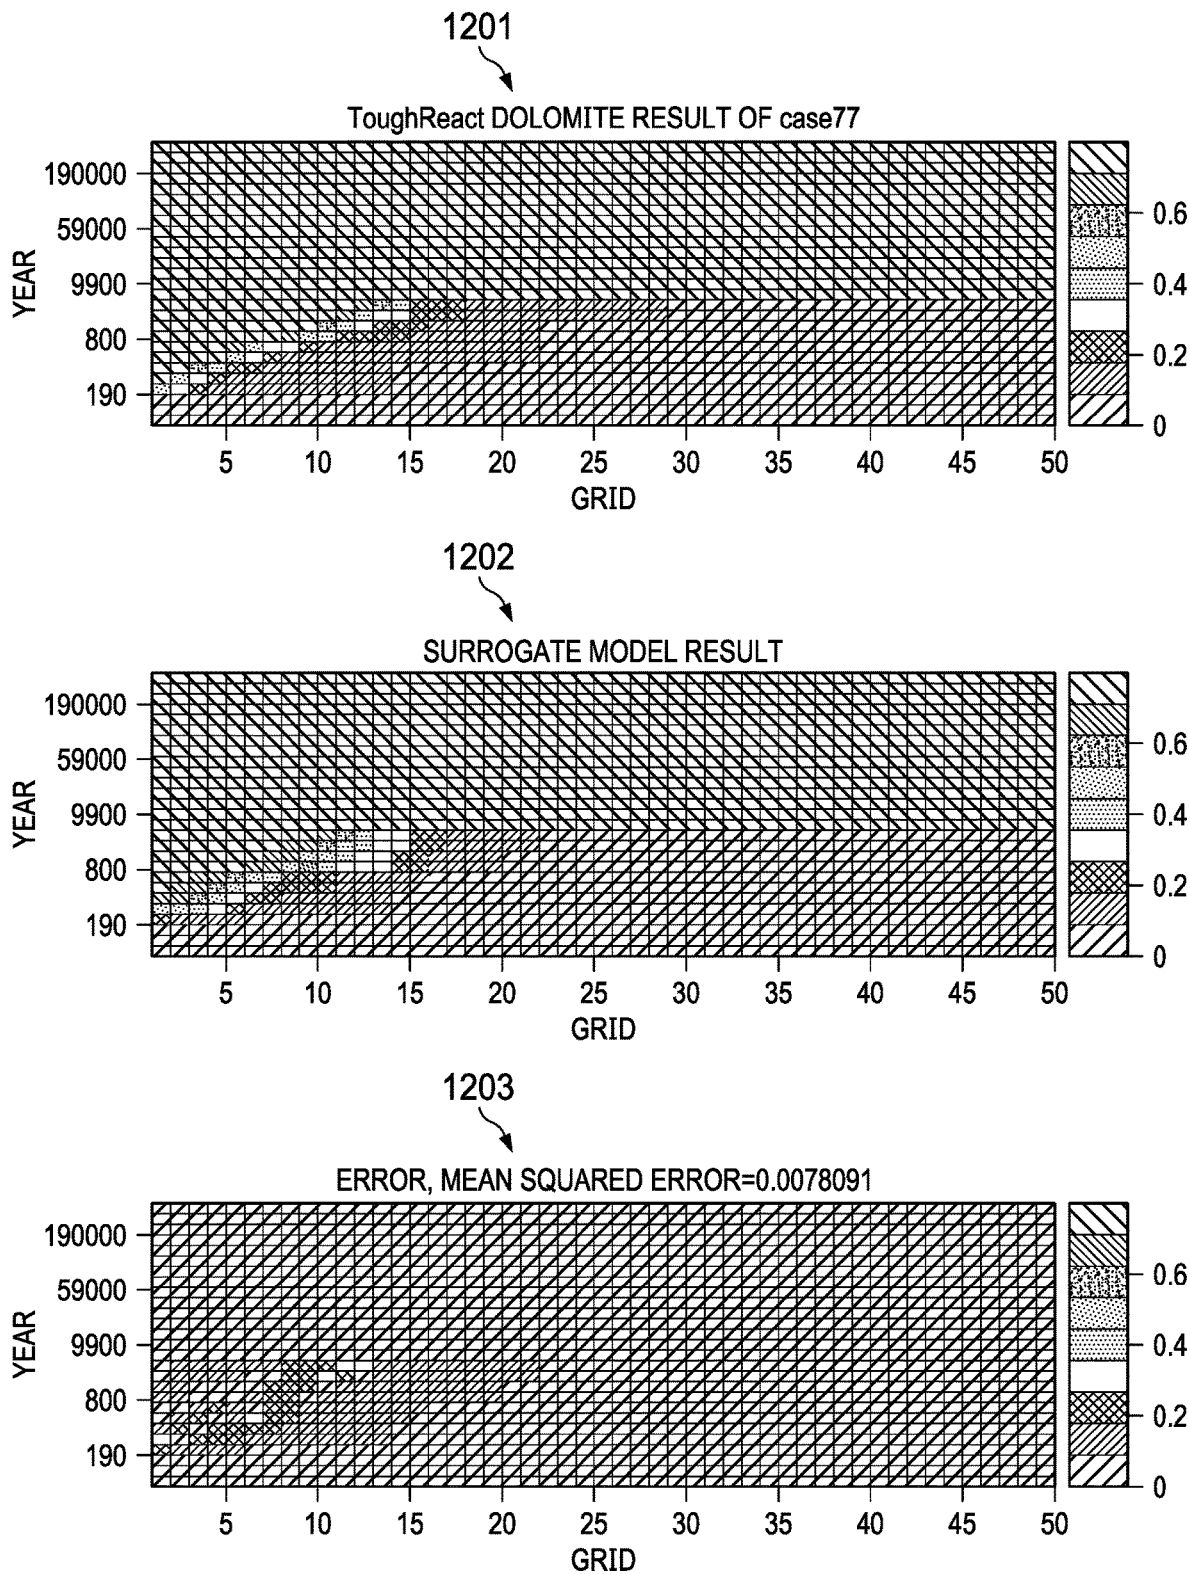 1201
ToughReact DOLOMITE RESULT OF case77
190000
59000
9900
800
190
YEAR
0.6
0.4
0.2
0
5 10 15 20 25 30 35 40 45 50
GRID
1202
SURROGATE MODEL RESULT
190000
59000
9900
800
190
YEAR
0.6
0.4
0.2
0
5 10 15 20 25 30 35 40 45 50
GRID
1203
ERROR, MEAN SQUARED ERROR=0.0078091
190000
59000
9900
800
190
YEAR
0.6
0.4
0.2
0
5 10 15 20 25 30 35 40 45 50
GRID